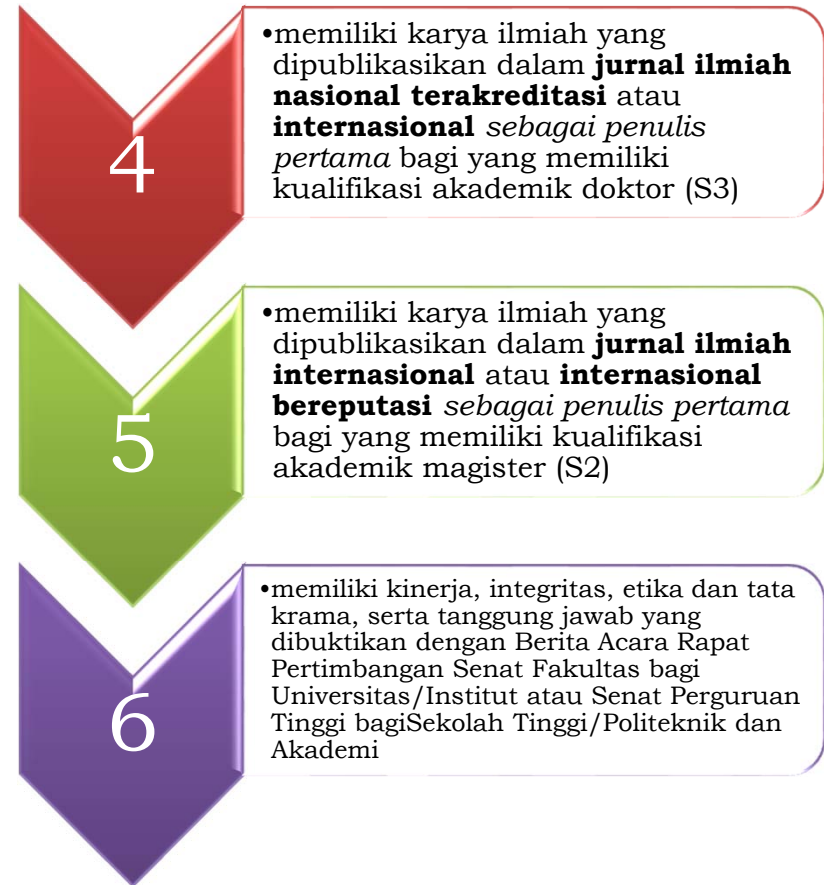 4
•memiliki karya ilmiah yang
dipublikasikan dalam jurnal ilmiah
nasional terakreditasi atau
internasional sebagai penulis
pertama bagi yang memiliki
kualifikasi akademik doktor (S3)
5
•memiliki karya ilmiah yang
dipublikasikan dalam jurnal ilmiah
internasional atau internasional
bereputasi sebagai penulis pertama
bagi yang memiliki kualifikasi
akademik magister (S2)
6
•memiliki kinerja, integritas, etika dan tata
krama, serta tanggung jawab yang
dibuktikan dengan Berita Acara Rapat
Pertimbangan Senat Fakultas bagi
Universitas/Institut atau Senat Perguruan
Tinggi bagiSekolah Tinggi/Politeknik dan
Akademi